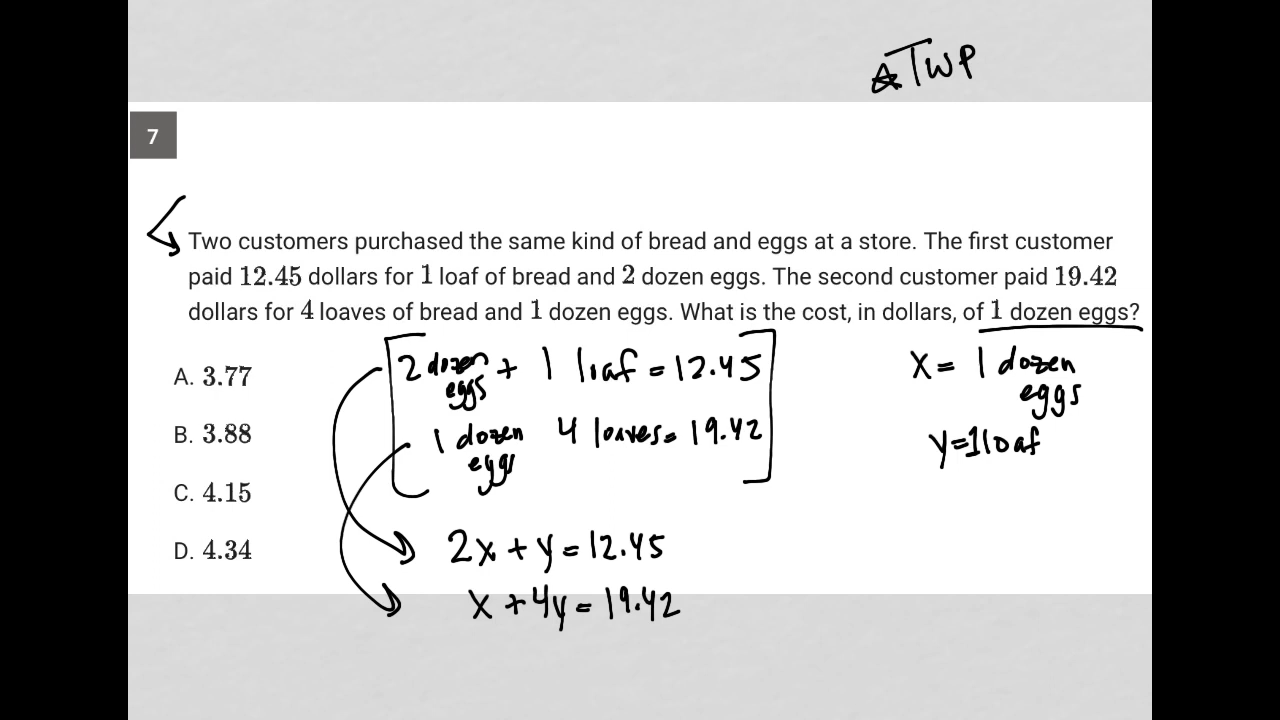 TWP
7
Two customers purchased the same kind of bread and eggs at a store. The first customer
paid 12.45 dollars for 1 loaf of bread and 2 dozen eggs. The second customer paid 19.42
dollars for 4 loaves of bread and 1 dozen eggs. What is the cost, in dollars, of 1 dozen eggs?
A. 3.77
B. 3.88
C. 4.15
D. 4.34
2 dozen eggs + 1 loaf = 12.45
1 dozen eggs 4 loaves = 19.42
x = 1 dozen eggs
y=1loaf
2x + y = 12.45
x + 4y = 19.42